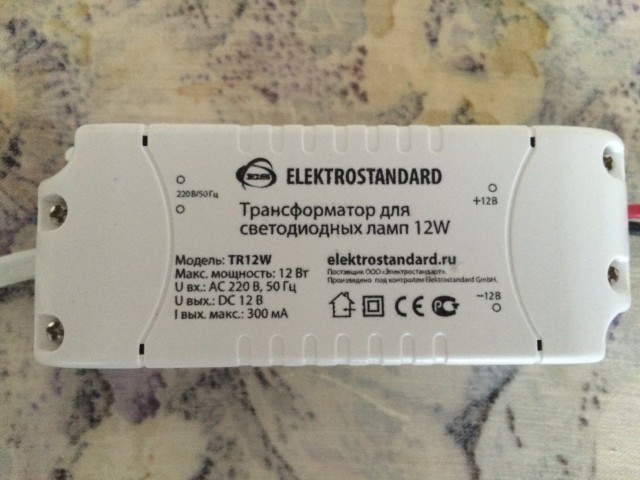 ES ELEKTROSTANDARD
220В/50Гц
+12В
Трансформатор для
светодиодных ламп 12W
Модель: TR12W
Макс. мощность: 12 Вт
U вх.: AC 220 В, 50 Гц
U вых.: DC 12 В
I вых. макс.: 300 мА
elektrostandard.ru
Поставщик ООО «Электростандарт».
Произведено под контролем Elektrostandard GmbH.
CE
−12В